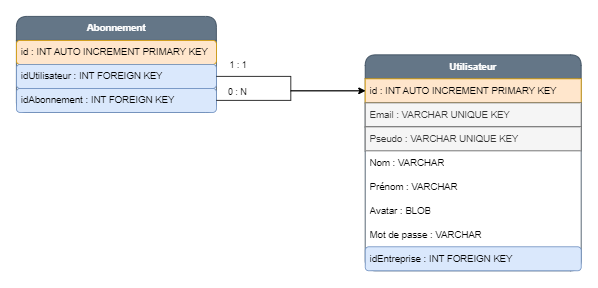 Abonnement
id : INT AUTO INCREMENT PRIMARY KEY
idUtilisateur : INT FOREIGN KEY
idAbonnement : INT FOREIGN KEY
1 : 1
0 : N
Utilisateur
id : INT AUTO INCREMENT PRIMARY KEY
Email : VARCHAR UNIQUE KEY
Pseudo : VARCHAR UNIQUE KEY
Nom : VARCHAR
Prénom : VARCHAR
Avatar : BLOB
Mot de passe : VARCHAR
idEntreprise : INT FOREIGN KEY